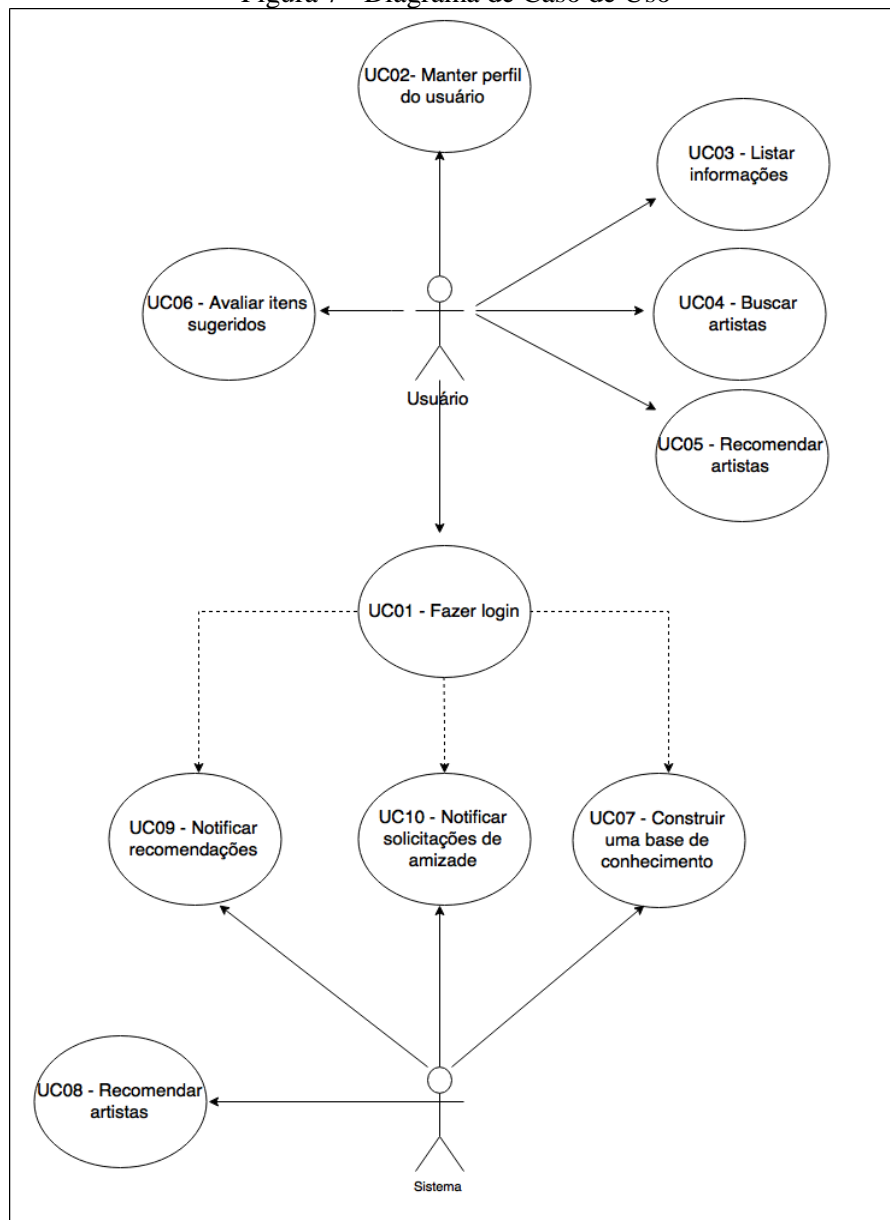 Figura 7 - Diagrama de Caso de Uso
UC02- Manter perfil
do usuário
UC03 - Listar
informações
UC06 - Avaliar itens
sugeridos
UC04 - Buscar
artistas
Usuário
UC05 - Recomendar
artistas
UC01 - Fazer login
UC09 - Notificar
recomendações
UC10 - Notificar
solicitações de
amizade
UC07 - Construir
uma base de
conhecimento
UC08 - Recomendar
artistas
Sistema